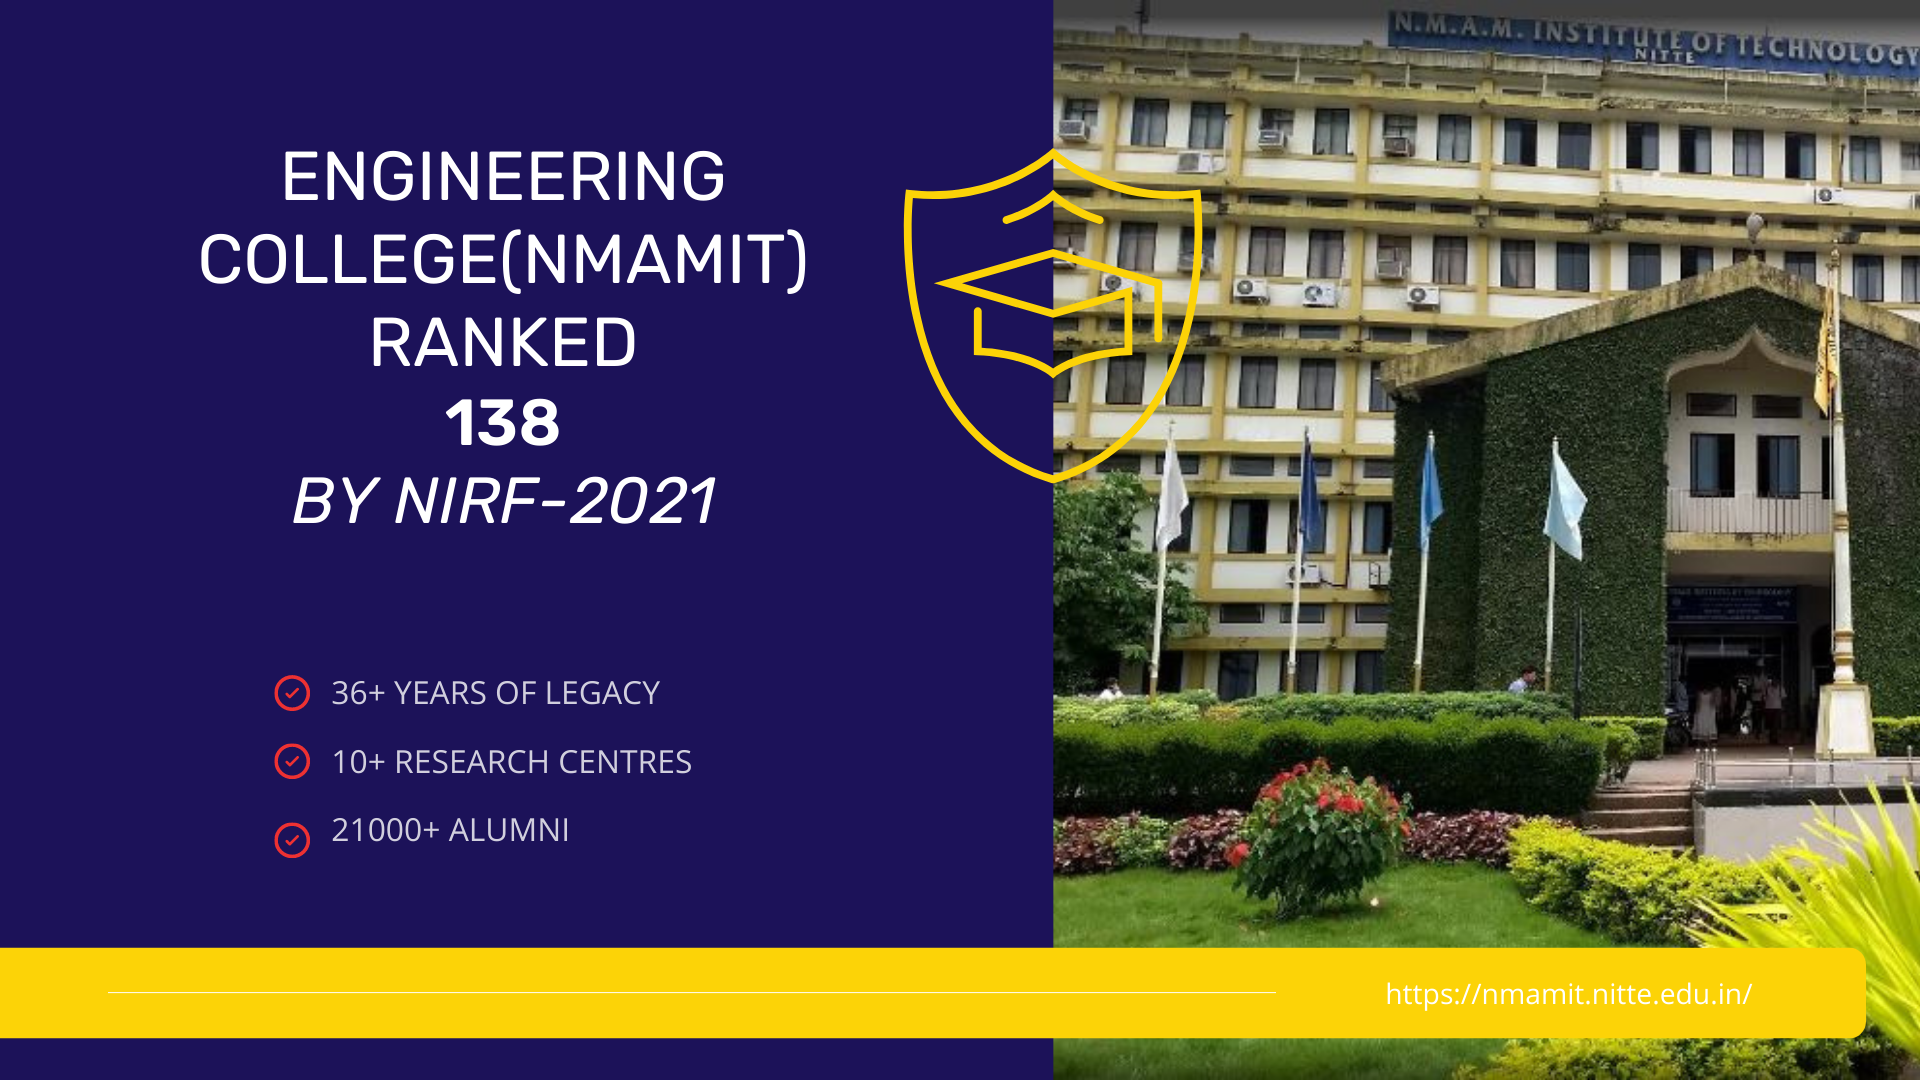 ENGINEERING
COLLEGE(NMAMIT)
RANKED
138
BY NIRF-2021
36+ YEARS OF LEGACY
10+ RESEARCH CENTRES
21000+ ALUMNI
N.M.A.M. INSTITUTE OF TECHNOLOGY
NITTE
https://nmamit.nitte.edu.in/